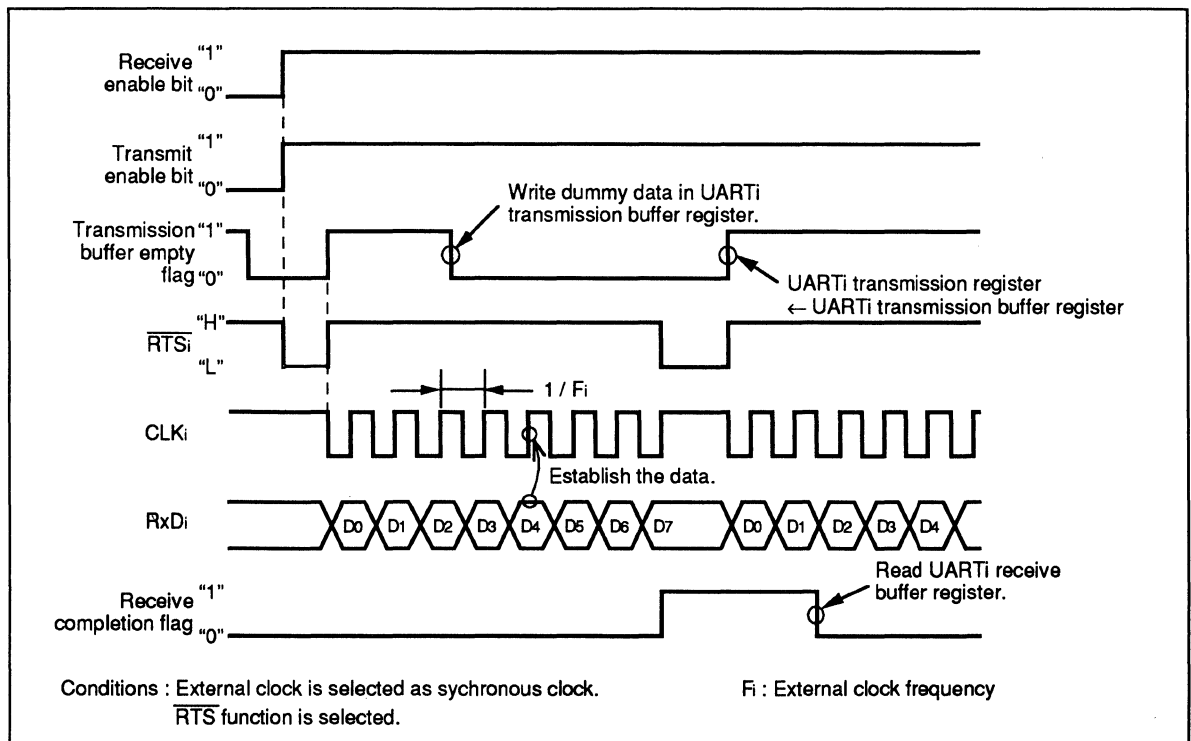 Receive
enable bit
“1”
“0”
Transmit
enable bit
“1”
“0”
Write dummy data in UARTi
transmission buffer register.
Transmission
buffer empty
flag
“1”
“0”
UARTi transmission register
← UARTi transmission buffer register
RTSi
“H”
“L”
1 / Fi
CLKi
Establish the data.
RxDi
D0 D1 D2 D3 D4 D5 D6 D7 D0 D1 D2 D3 D4
Read UARTi receive
buffer register.
Receive
completion flag
“1”
“0”
Conditions : External clock is selected as sychronous clock.
RTS function is selected.
Fi : External clock frequency